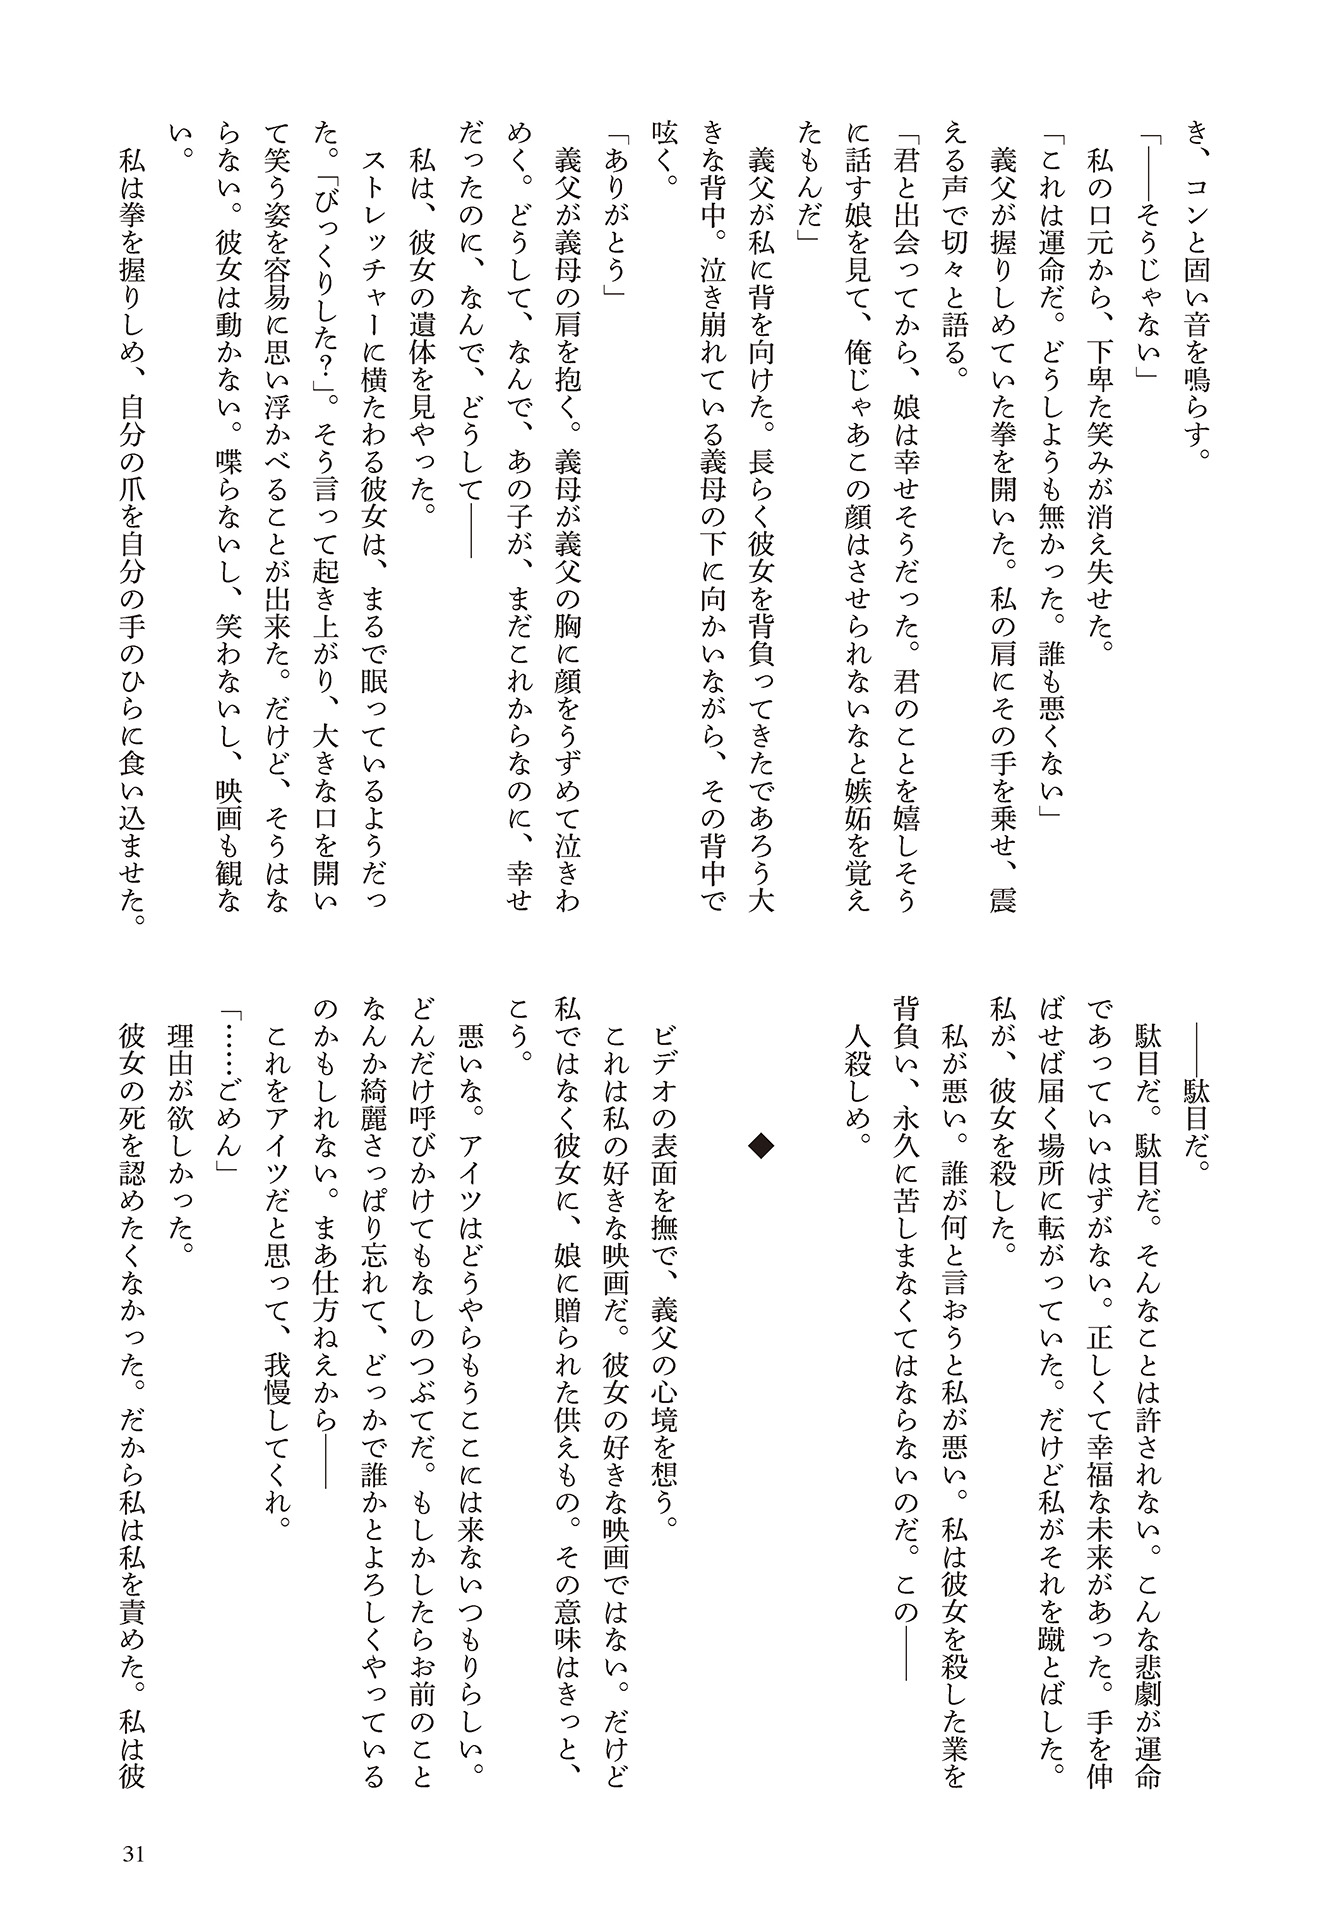 き、コンと固い音を鳴らす。
「――そうじゃない」
私の口元から、下卑た笑みが消え失せた。
「これは運命だ。どうしようも無かった。誰も悪くない」
義父が握りしめていた拳を開いた。私の肩にその手を乗せ、震
える声で切々と語る。
「君と出会ってから、娘は幸せそうだった。君のことを嬉しそう
に話す娘を見て、俺じゃあこの顔はさせられないなと嫉妬を覚え
たもんだ」
義父が私に背を向けた。長らく彼女を背負ってきたであろう大
きな背中。泣き崩れている義母の下に向かいながら、その背中で
呟く。
「ありがとう」
義父が義母の肩を抱く。義母が義父の胸に顔をうずめて泣きわ
めく。どうして、なんで、あの子が、まだこれからなのに、幸せ
だったのに、なんで、どうして――
私は、彼女の遺体を見やった。
ストレッチャーに横たわる彼女は、まるで眠っているようだっ
た。「びっくりした?」。そう言って起き上がり、大きな口を開い
て笑う姿を容易に思い浮かべることが出来た。だけど、そうはな
らない。彼女は動かない。喋らないし、笑わないし、映画も観な
い。
私は拳を握りしめ、自分の爪を自分の手のひらに食い込ませた。
――駄目だ。
駄目だ。駄目だ。そんなことは許されない。こんな悲劇が運命
であっていいはずがない。正しくて幸福な未来があった。手を伸
ばせば届く場所に転がっていた。だけど私がそれを蹴とばした。
私が、彼女を殺した。
私が悪い。誰が何と言おうと私が悪い。私は彼女を殺した業を
背負い、永久に苦しまなくてはならないのだ。この――
人殺しめ。
◆
ビデオの表面を撫で、義父の心境を想う。
これは私の好きな映画だ。彼女の好きな映画ではない。だけど
私ではなく彼女に、娘に贈られた供えもの。その意味はきっと、
こう。
悪いな。アイツはどうやらもうここには来ないつもりらしい。
どんだけ呼びかけてもなしのつぶてだ。もしかしたらお前のこと
なんか綺麗さっぱり忘れて、どっかで誰かとよろしくやっている
のかもしれない。まあ仕方ねえから――
これをアイツだと思って、我慢してくれ。
「……ごめん」
理由が欲しかった。
彼女の死を認めたくなかった。だから私は私を責めた。私は彼
31